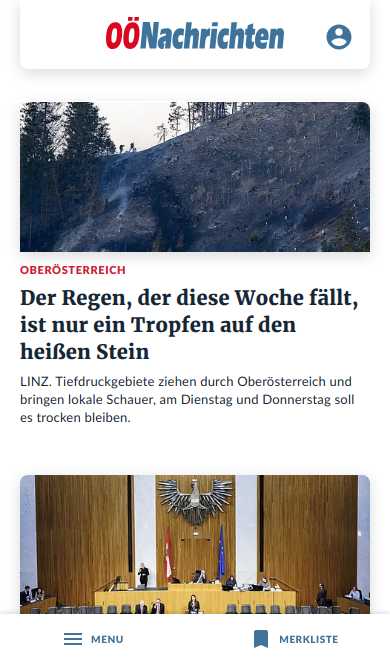 OÖNachrichten
OBERÖSTERREICH
Der Regen, der diese Woche fällt,
ist nur ein Tropfen auf den
heißen Stein
LINZ. Tiefdruckgebiete ziehen durch Oberösterreich und
bringen lokale Schauer, am Dienstag und Donnerstag soll
es trocken bleiben.
MENU
MERKLISTE